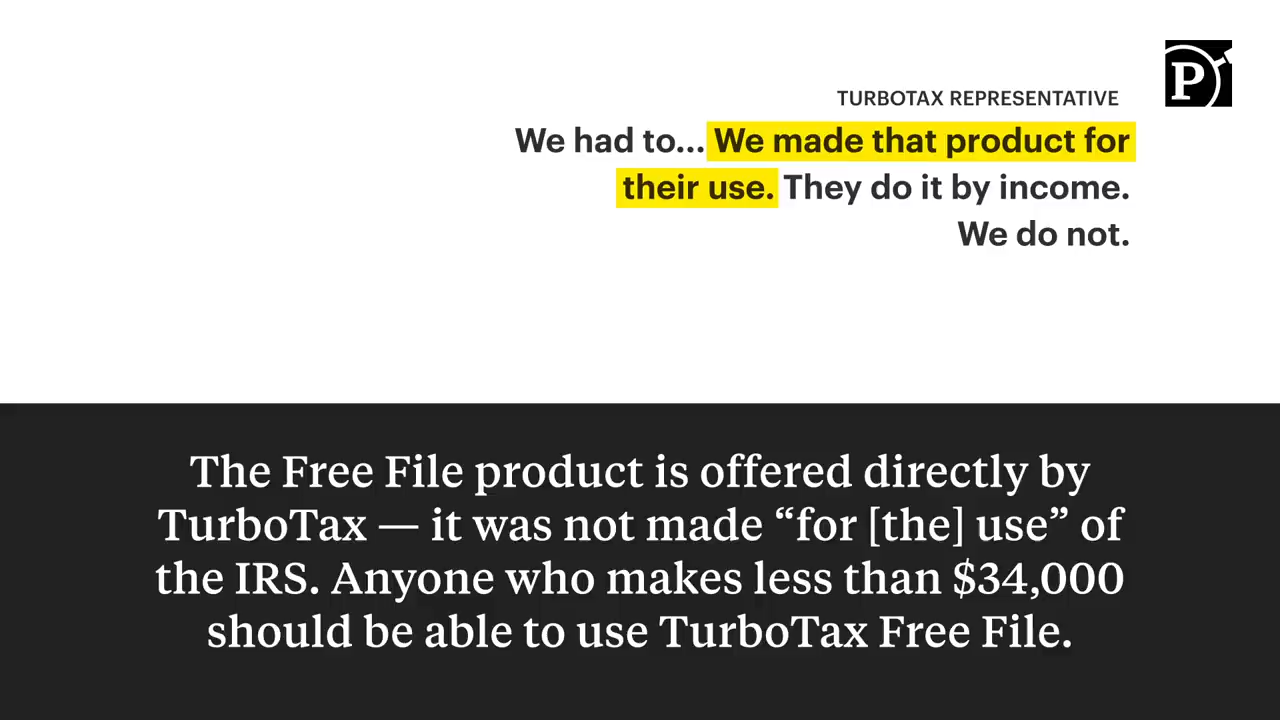 P
TURBOTAX REPRESENTATIVE
We had to... We made that product for
their use. They do it by income.
We do not.
The Free File product is offered directly by
TurboTax — it was not made “for [the] use” of
the IRS. Anyone who makes less than $34,000
should be able to use TurboTax Free File.